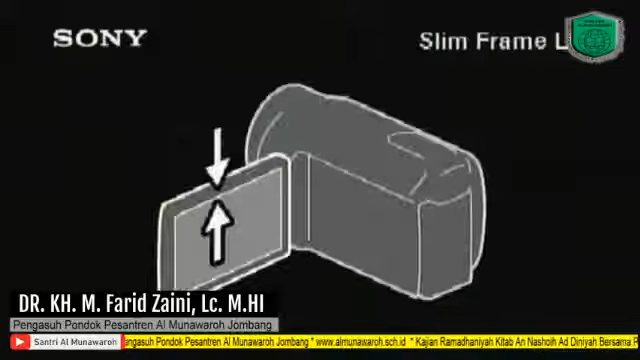 SONY
Slim Frame L
DR. KH. M. Farid Zaini, Lc. M.HI
Pengasuh Pondok Pesantren Al Munawaroh Jombang
Santri Al Munawaroh
engasuh Pondok Pesantren Al Munawaroh Jombang * www.almunawaroh.sch.id * Kajian Ramadhaniyah Kitab An Nashoih Ad Diniyah Bersama